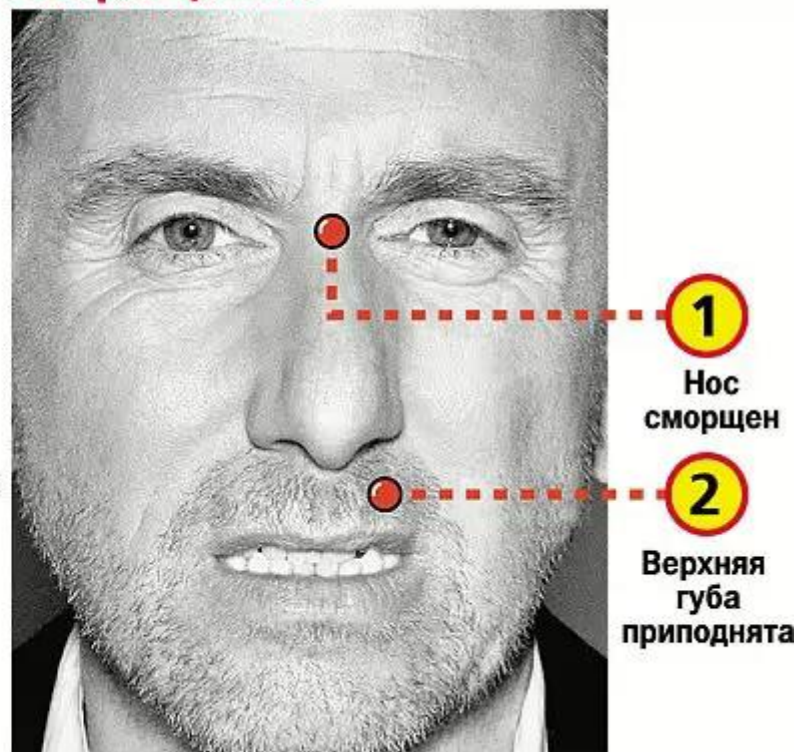 1
Нос
сморщен
2
Верхняя
губа
приподнята